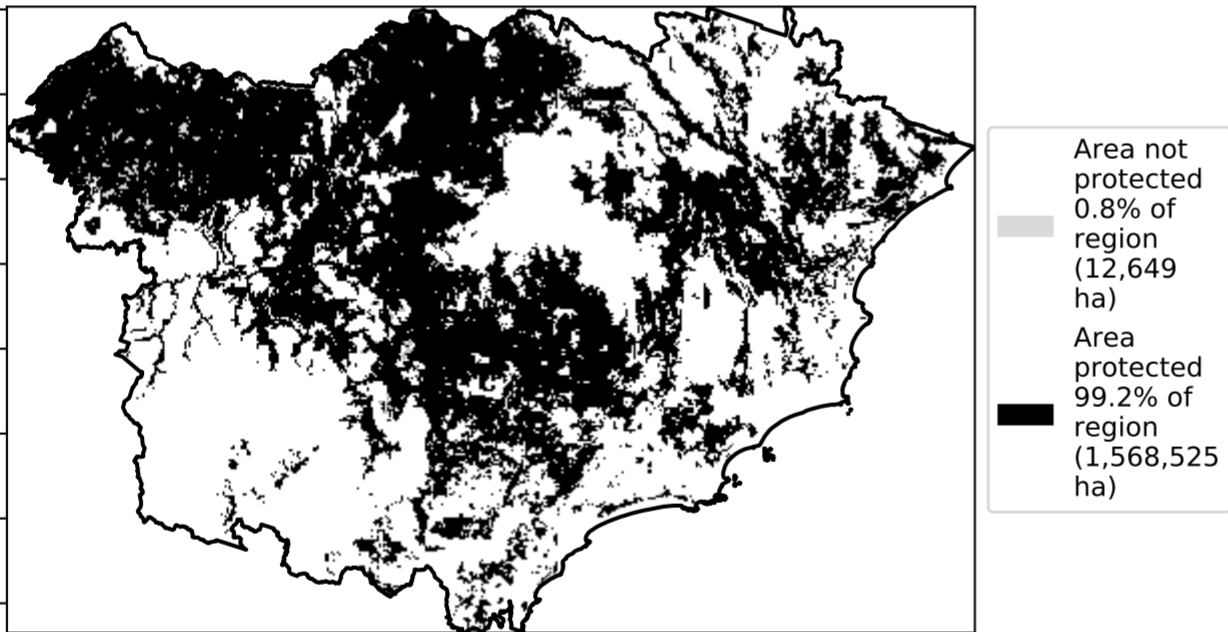 Area not
protected
0.8% of
region
(12,649
ha)
Area
protected
99.2% of
region
(1,568,525
ha)